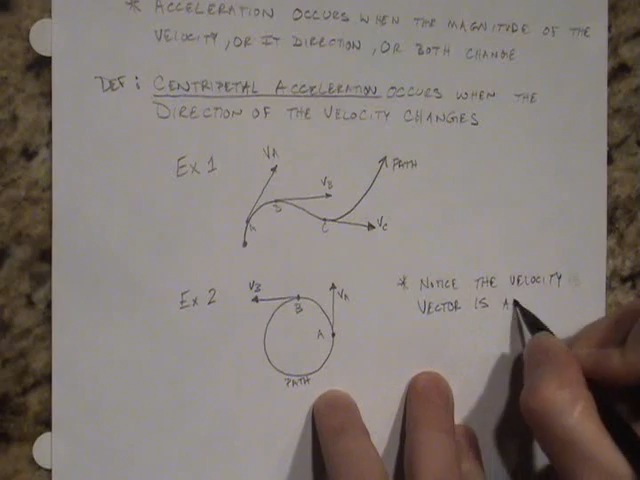 * ACCELERATION OCCURS WHEN THE MAGNITUDE OF THE
VELOCITY, OR IT DIRECTION, OR BOTH CHANGE
DEF: CENTRIPETAL ACCELERATION OCCURS WHEN THE
DIRECTION OF THE VELOCITY CHANGES
Ex 1
VA
VB
PATH
A
B
C
VC
Ex 2
VB
VA
B
A
PATH
* NOTICE THE VELOCITY
VECTOR IS A